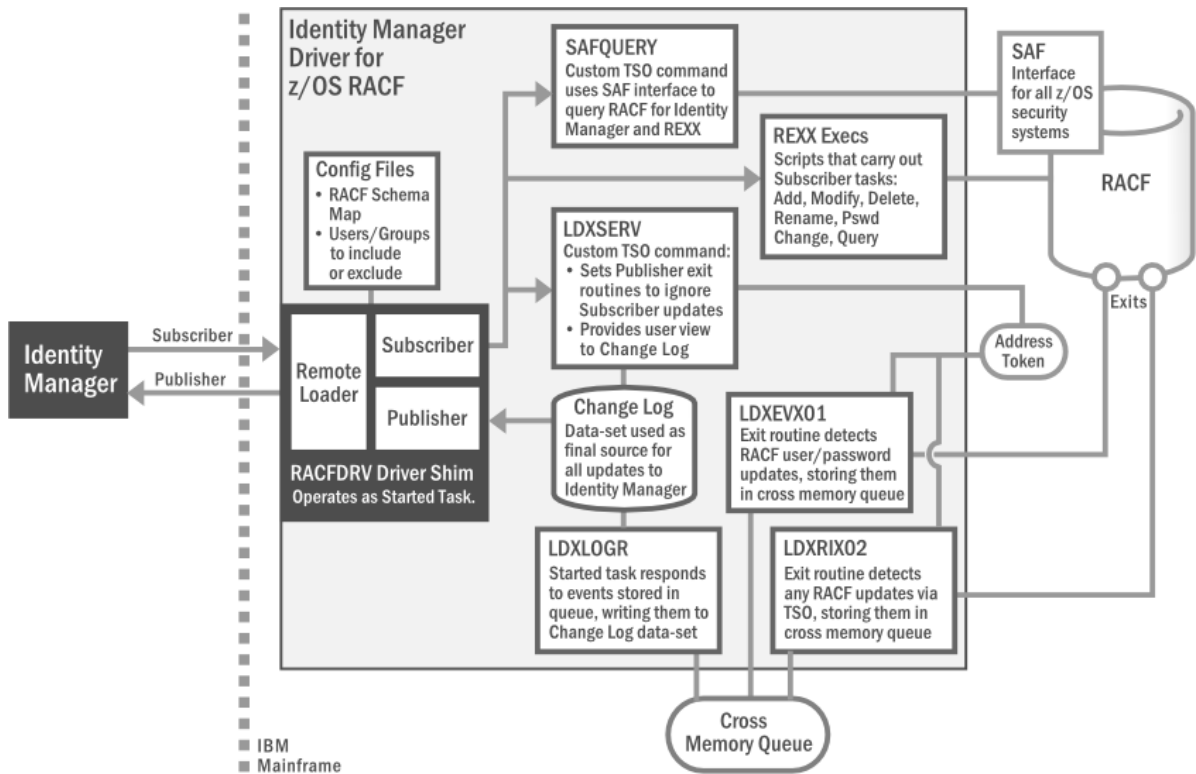 Identity Manager
Driver for
z/OS RACF
SAFQUERY
Custom TSO command
uses SAF interface to
query RACF for Identity
Manager and REXX
SAF
Interface
for all z/OS
security
systems
RACF
Exits
Config Files
• RACF Schema
Map
• Users/Groups
to include
or exclude
REXX Execs
Scripts that carry out
Subscriber tasks:
Add, Modify, Delete,
Rename, Pswd
Change, Query
LDXSERV
Custom TSO command:
• Sets Publisher exit
routines to ignore
Subscriber updates
• Provides user view
to Change Log
Address
Token
Identity
Manager
Subscriber
Publisher
Remote
Loader
Subscriber
Publisher
RACFDRV Driver Shim
Operates as Started Task.
Change Log
Data-set used as
final source for
all updates to
Identity Manager
LDXEVX01
Exit routine detects
RACF user/password
updates, storing them
in cross memory queue
LDXLOGR
Started task responds
to events stored in
queue, writing them to
Change Log data-set
LDXRIX02
Exit routine detects
any RACF updates via
TSO, storing them in
cross memory queue
Cross
Memory Queue
IBM
Mainframe